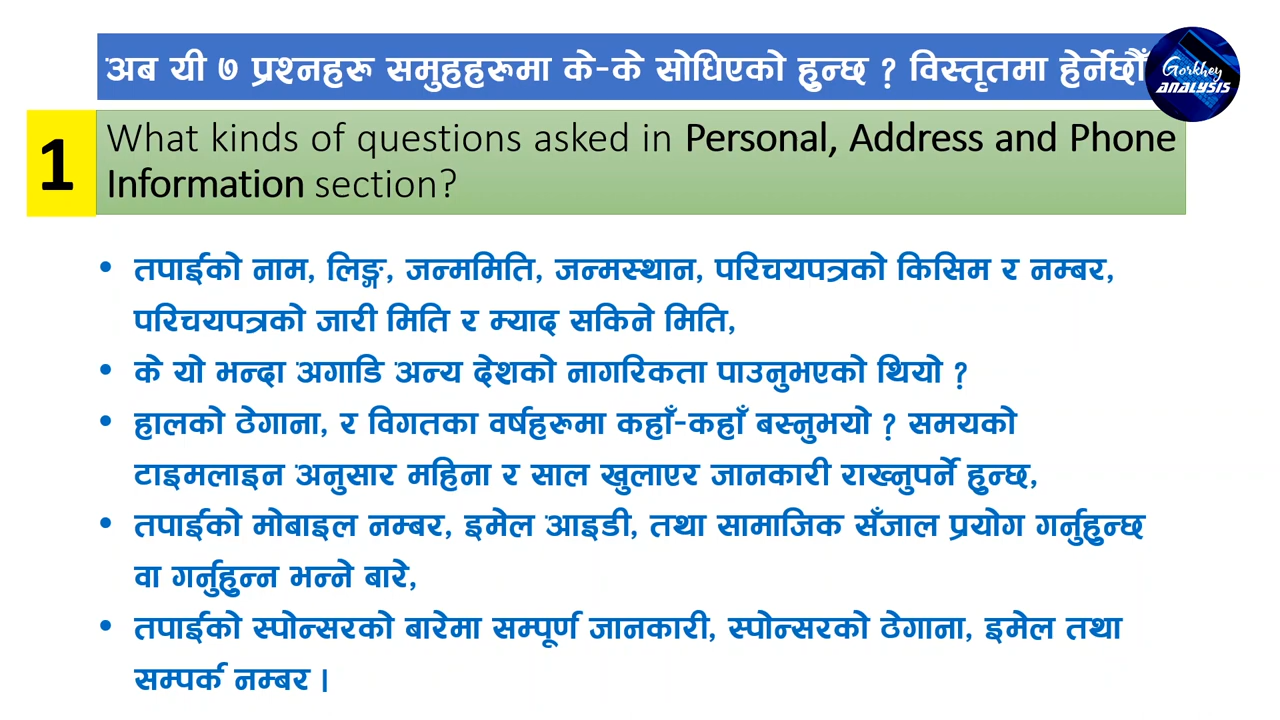 अब यी ७ प्रश्नहरू समुहहरूमा के-के सोधिएको हुन्छ ? विस्तृतमा हेर्नेछौं
Gorkhey
ANALYSIS
1
What kinds of questions asked in Personal, Address and Phone
Information section?
• तपाईको नाम, लिङ्ग, जन्ममिति, जन्मस्थान, परिचयपत्रको किसिम र नम्बर,
परिचयपत्रको जारी मिति र म्याद सकिने मिति,
• के यो भन्दा अगाडि अन्य देशको नागरिकता पाउनुभएको थियो ?
• हालको ठेगाना, र विगतका वर्षहरूमा कहाँ-कहाँ बस्नुभयो ? समयको
टाइमलाइन अनुसार महिना र साल खुलाएर जानकारी राख्नुपर्ने हुन्छ,
• तपाईको मोबाइल नम्बर, इमेल आइडी, तथा सामाजिक सँजाल प्रयोग गर्नुहुन्छ
वा गर्नुहुन्न भन्ने बारे,
• तपाईको स्पोन्सरको बारेमा सम्पूर्ण जानकारी, स्पोन्सरको ठेगाना, इमेल तथा
सम्पर्क नम्बर ।